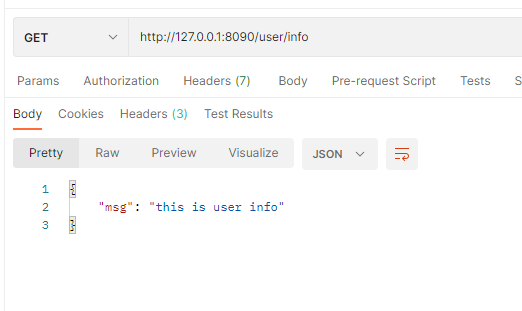 GET http://127.0.0.1:8090/user/info
Params Authorization Headers (7) Body Pre-request Script Tests S
Body Cookies Headers (3) Test Results
Pretty Raw Preview Visualize JSON
1 {
2 "msg": "this is user info"
3 }